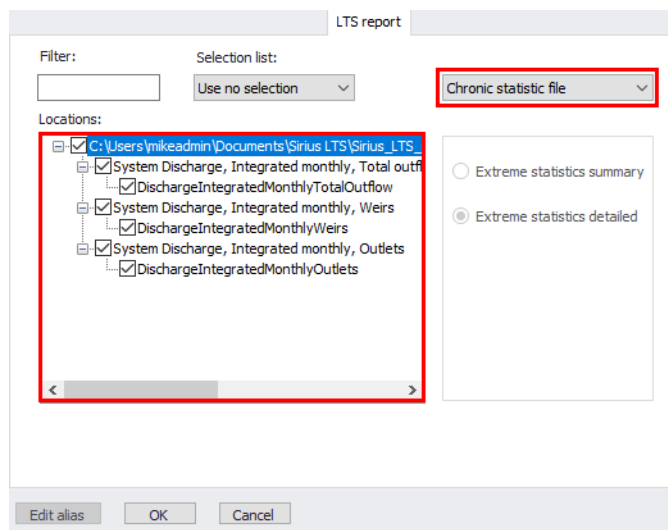 LTS report
Filter:
Selection list:
Use no selection
Chronic statistic file
Locations:
C:\Users\mikeadmin\Documents\Sirius LTS\Sirius_LTS_
System Discharge, Integrated monthly, Total outf
DischargeIntegratedMonthlyTotalOutflow
System Discharge, Integrated monthly, Weirs
DischargeIntegratedMonthlyWeirs
System Discharge, Integrated monthly, Outlets
DischargeIntegratedMonthlyOutlets
Extreme statistics summary
Extreme statistics detailed
Edit alias
OK
Cancel